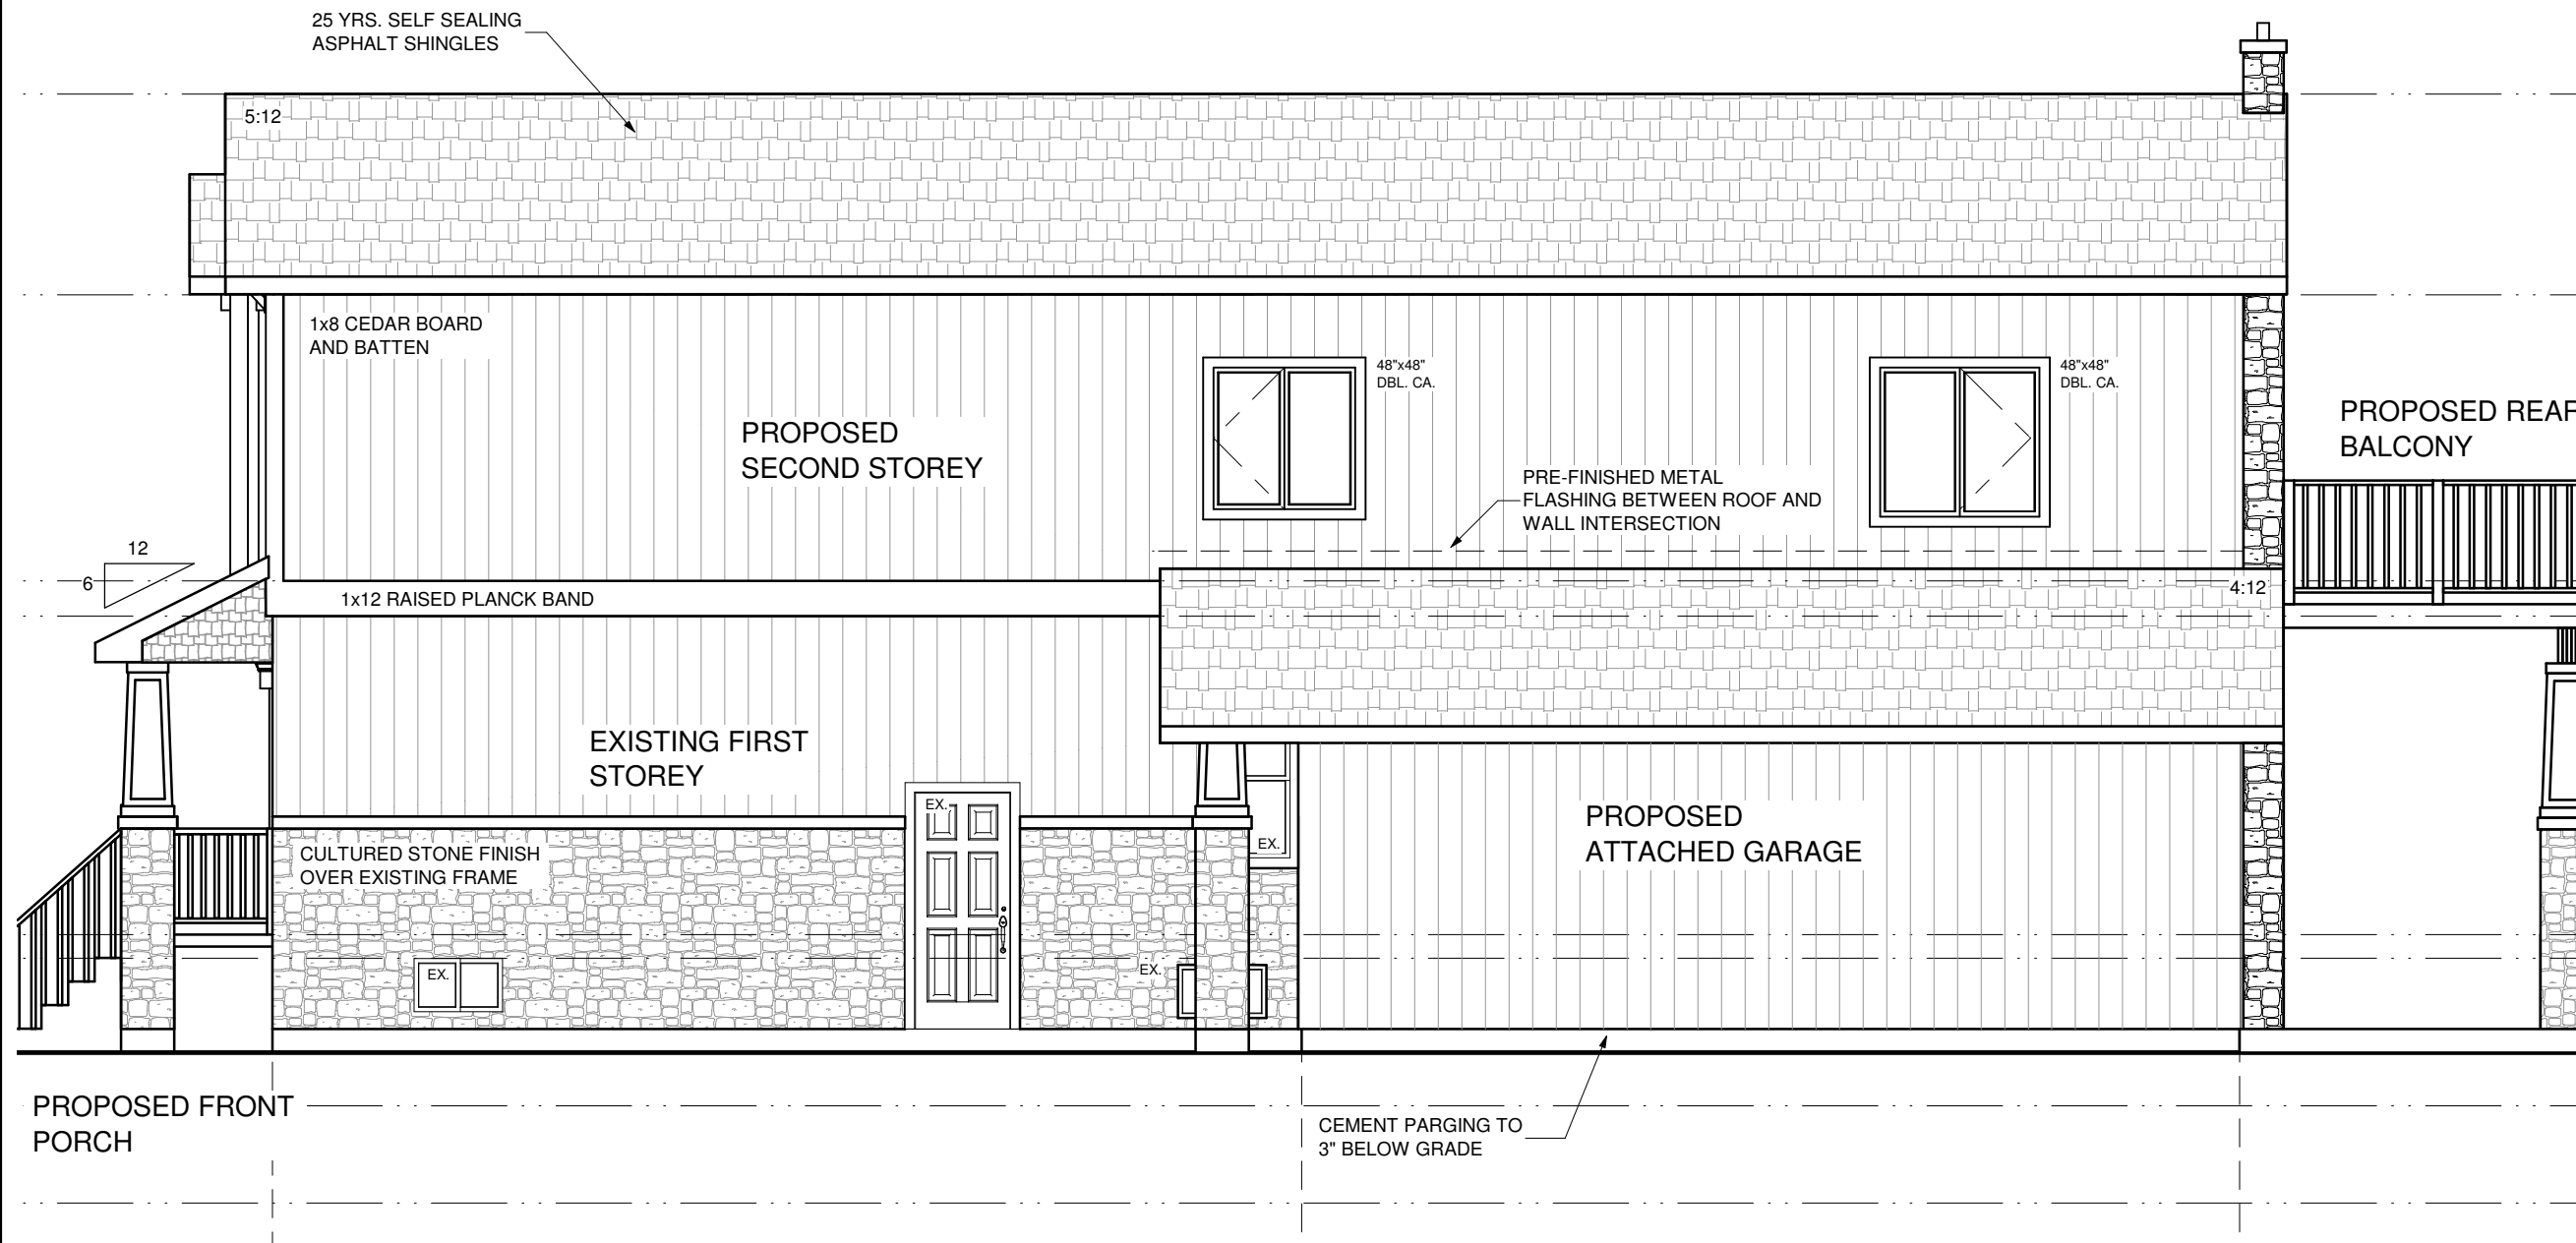 25 YRS. SELF SEALING
ASPHALT SHINGLES
5:12
1x8 CEDAR BOARD
AND BATTEN
48"x48"
DBL. CA.
48"x48"
DBL. CA.
PROPOSED REAR
BALCONY
PROPOSED
SECOND STOREY
PRE-FINISHED METAL
FLASHING BETWEEN ROOF AND
WALL INTERSECTION
12
6
1x12 RAISED PLANCK BAND
4:12
EXISTING FIRST
STOREY
EX.
PROPOSED
ATTACHED GARAGE
EX.
CULTURED STONE FINISH
OVER EXISTING FRAME
EX.
EX.
PROPOSED FRONT
PORCH
CEMENT PARGING TO
3" BELOW GRADE